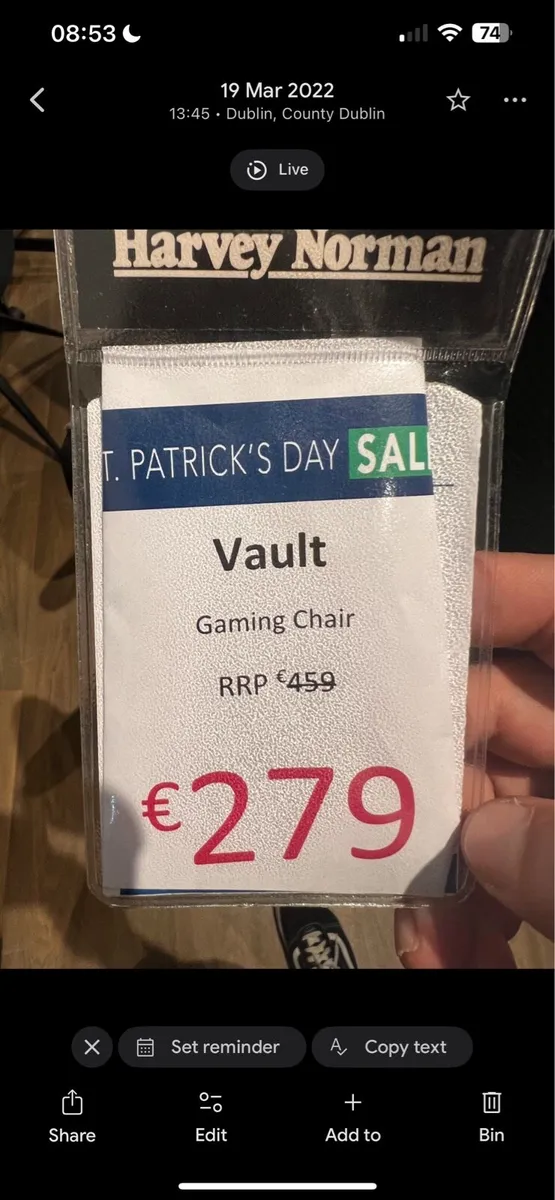 08:53
74
19 Mar 2022
13:45 • Dublin, County Dublin
Live
Harvey Norman
T. PATRICK'S DAY SAL
Vault
Gaming Chair
RRP €459
€279
Set reminder
Copy text
Share
Edit
Add to
Bin